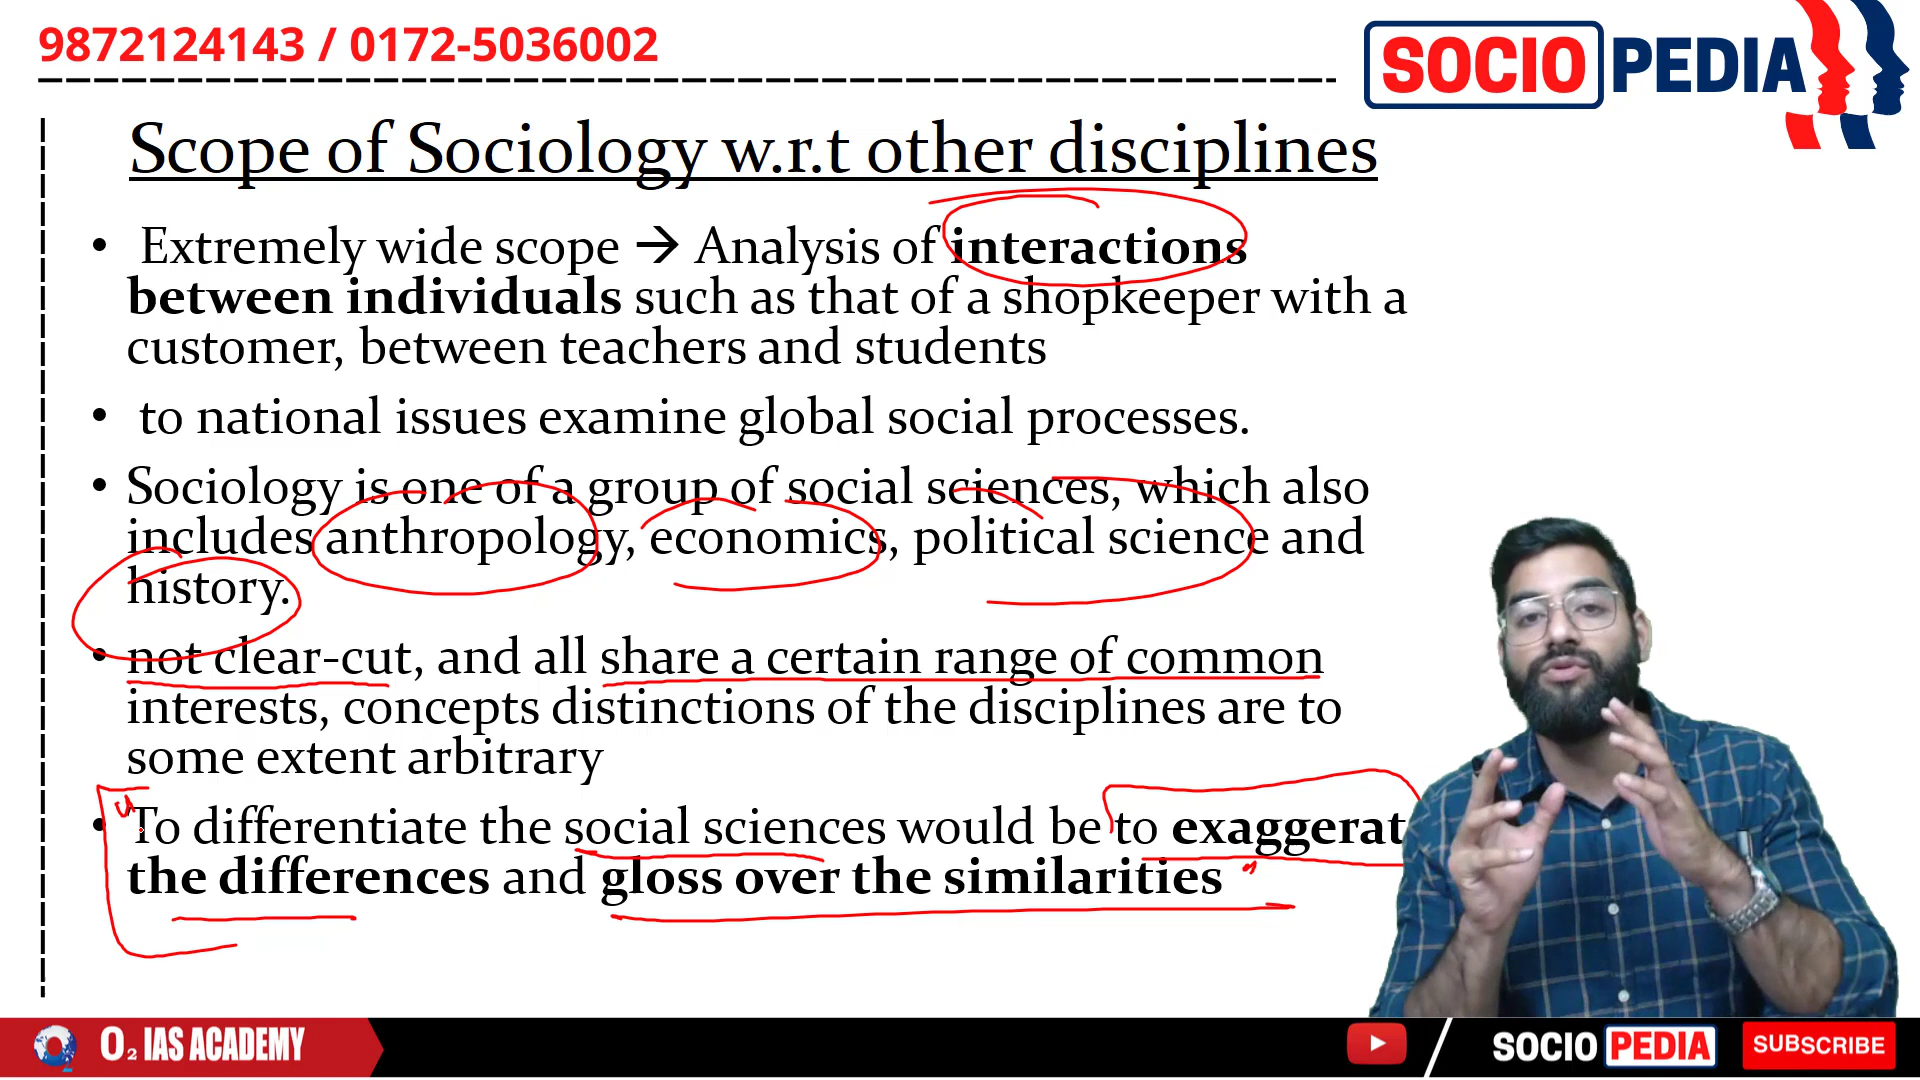 9872124143 / 0172-5036002
SOCIO PEDIA
Scope of Sociology w.r.t other disciplines
• Extremely wide scope → Analysis of interactions
between individuals such as that of a shopkeeper with a
customer, between teachers and students
• to national issues examine global social processes.
• Sociology is one of a group of social sciences, which also
includes anthropology, economics, political science and
history.
• not clear-cut, and all share a certain range of common
interests, concepts distinctions of the disciplines are to
some extent arbitrary
• To differentiate the social sciences would be to exaggerat
the differences and gloss over the similarities
O2 IAS ACADEMY
SOCIO PEDIA
SUBSCRIBE